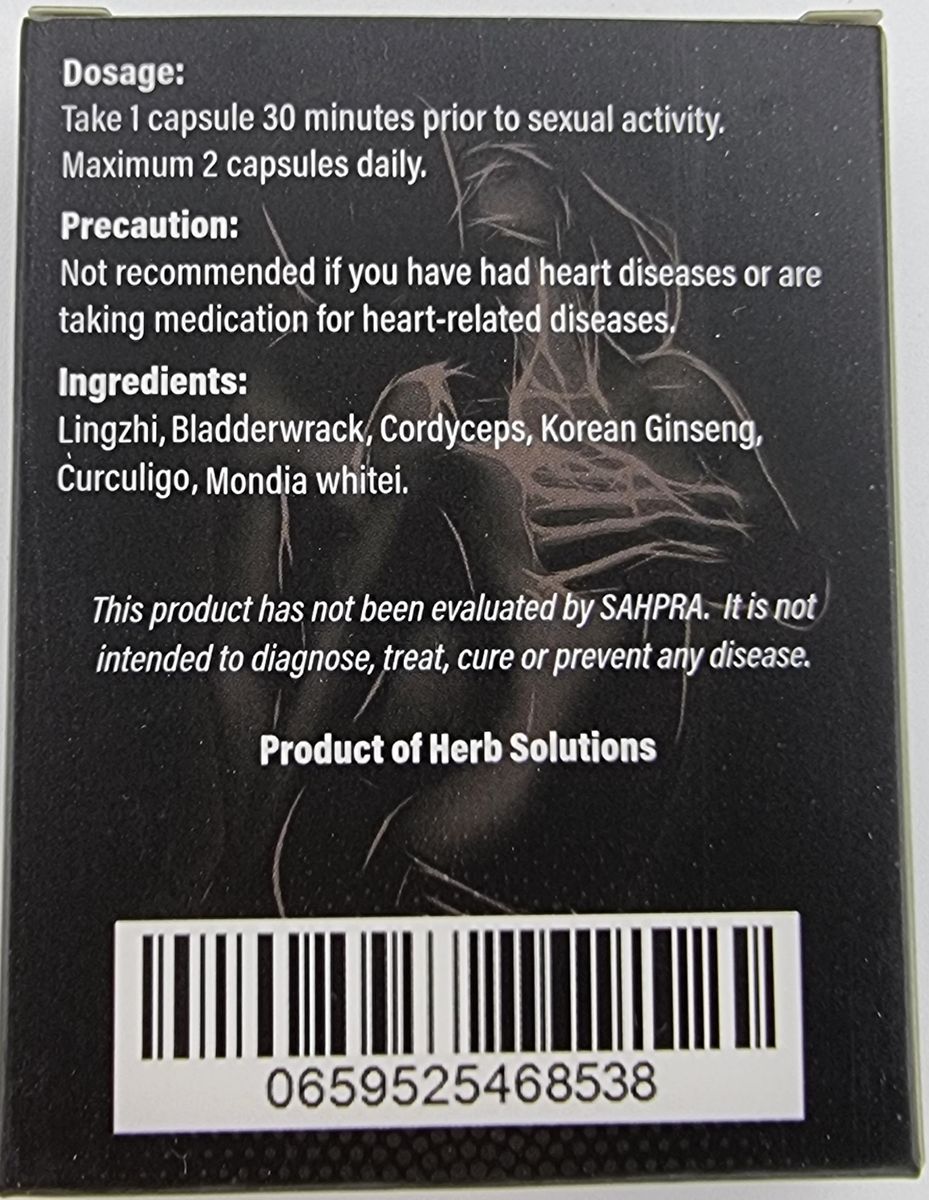 Dosage:
Take 1 capsule 30 minutes prior to sexual activity.
Maximum 2 capsules daily.
Precaution:
Not recommended if you have had heart diseases or are
taking medication for heart-related diseases.
Ingredients:
Lingzhi, Bladderwrack, Cordyceps, Korean Ginseng,
Curculigo, Mondia whitei.
This product has not been evaluated by SAHPRA. It is not
intended to diagnose, treat, cure or prevent any disease.
Product of Herb Solutions
0659525468538